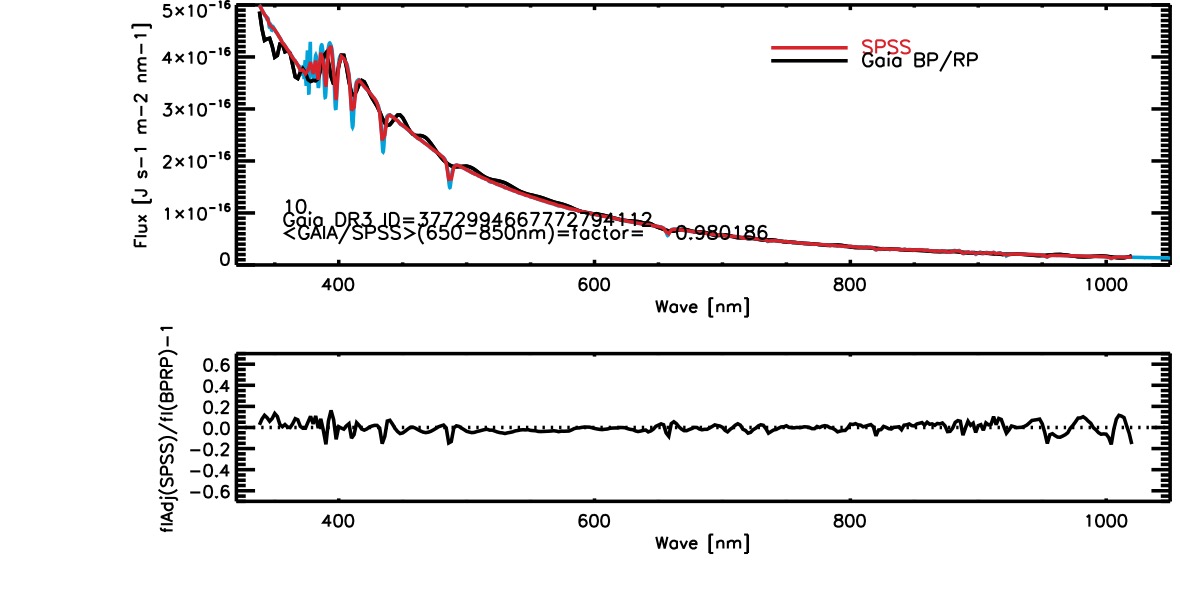 5×10−16
4×10−16
3×10−16
2×10−16
1×10−16
0
Flux [J s−1 m−2 nm−1]
SPSS
Gaia BP/RP
10.
Gaia DR3 ID=3772994667772794112
<GAIA/SPSS>(650−850nm)=factor= 0.980186
400 600 800 1000
Wave [nm]
0.6
0.4
0.2
0.0
−0.2
−0.4
−0.6
flAdj(SPSS)/fl(BPRP)−1
400 600 800 1000
Wave [nm]